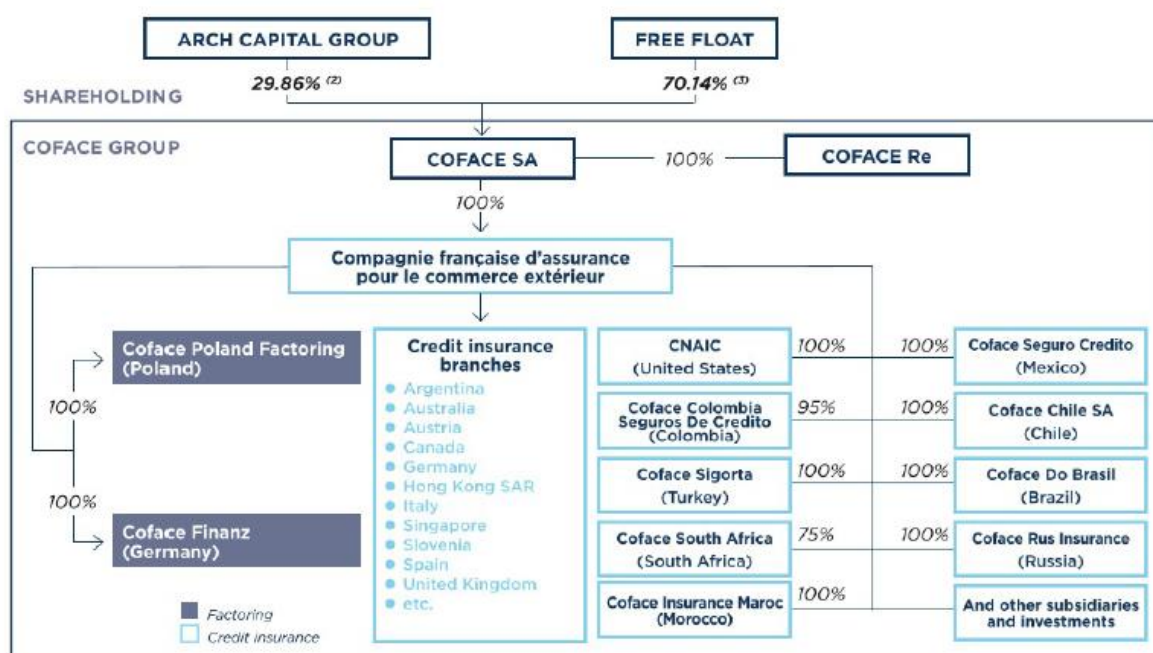 ARCH CAPITAL GROUP
FREE FLOAT
29.86% (2)
70.14% (3)
SHAREHOLDING
COFACE GROUP
COFACE SA
100%
COFACE Re
100%
Compagnie française d'assurance
pour le commerce extérieur
Coface Poland Factoring
(Poland)
100%
100%
Coface Finanz
(Germany)
Factoring
Credit insurance
Credit insurance
branches
Argentina
Australia
Austria
Canada
Germany
Hong Kong SAR
Italy
Singapore
Slovenia
Spain
United Kingdom
etc.
CNAIC
(United States)
100%
100%
Coface Seguro Credito
(Mexico)
Coface Colombia
Seguros De Credito
(Colombia)
95%
100%
Coface Chile SA
(Chile)
Coface Sigorta
(Turkey)
100%
100%
Coface Do Brasil
(Brazil)
Coface South Africa
(South Africa)
75%
100%
Coface Rus Insurance
(Russia)
Coface Insurance Maroc
(Morocco)
100%
And other subsidiaries
and investments